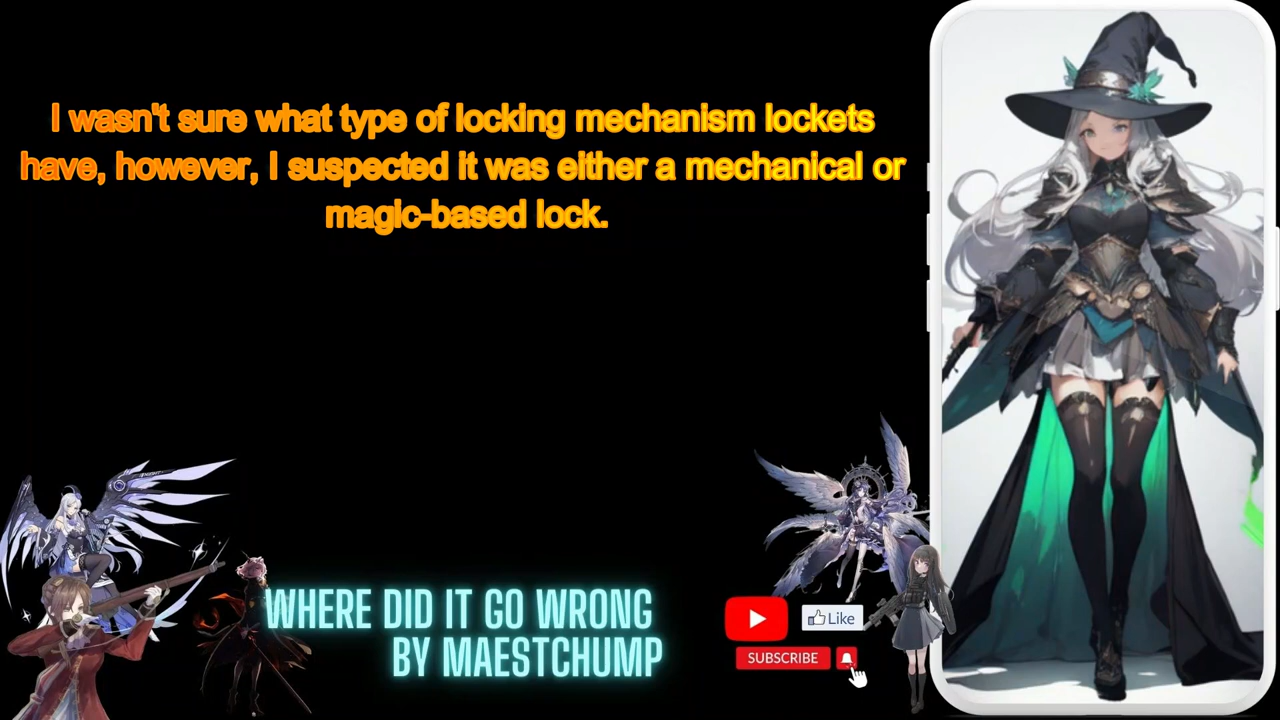 I wasn't sure what type of locking mechanism lockets
have, however, I suspected it was either a mechanical or
magic-based lock.
WHERE DID IT GO WRONG
BY MAESTCHUMP
Like
SUBSCRIBE